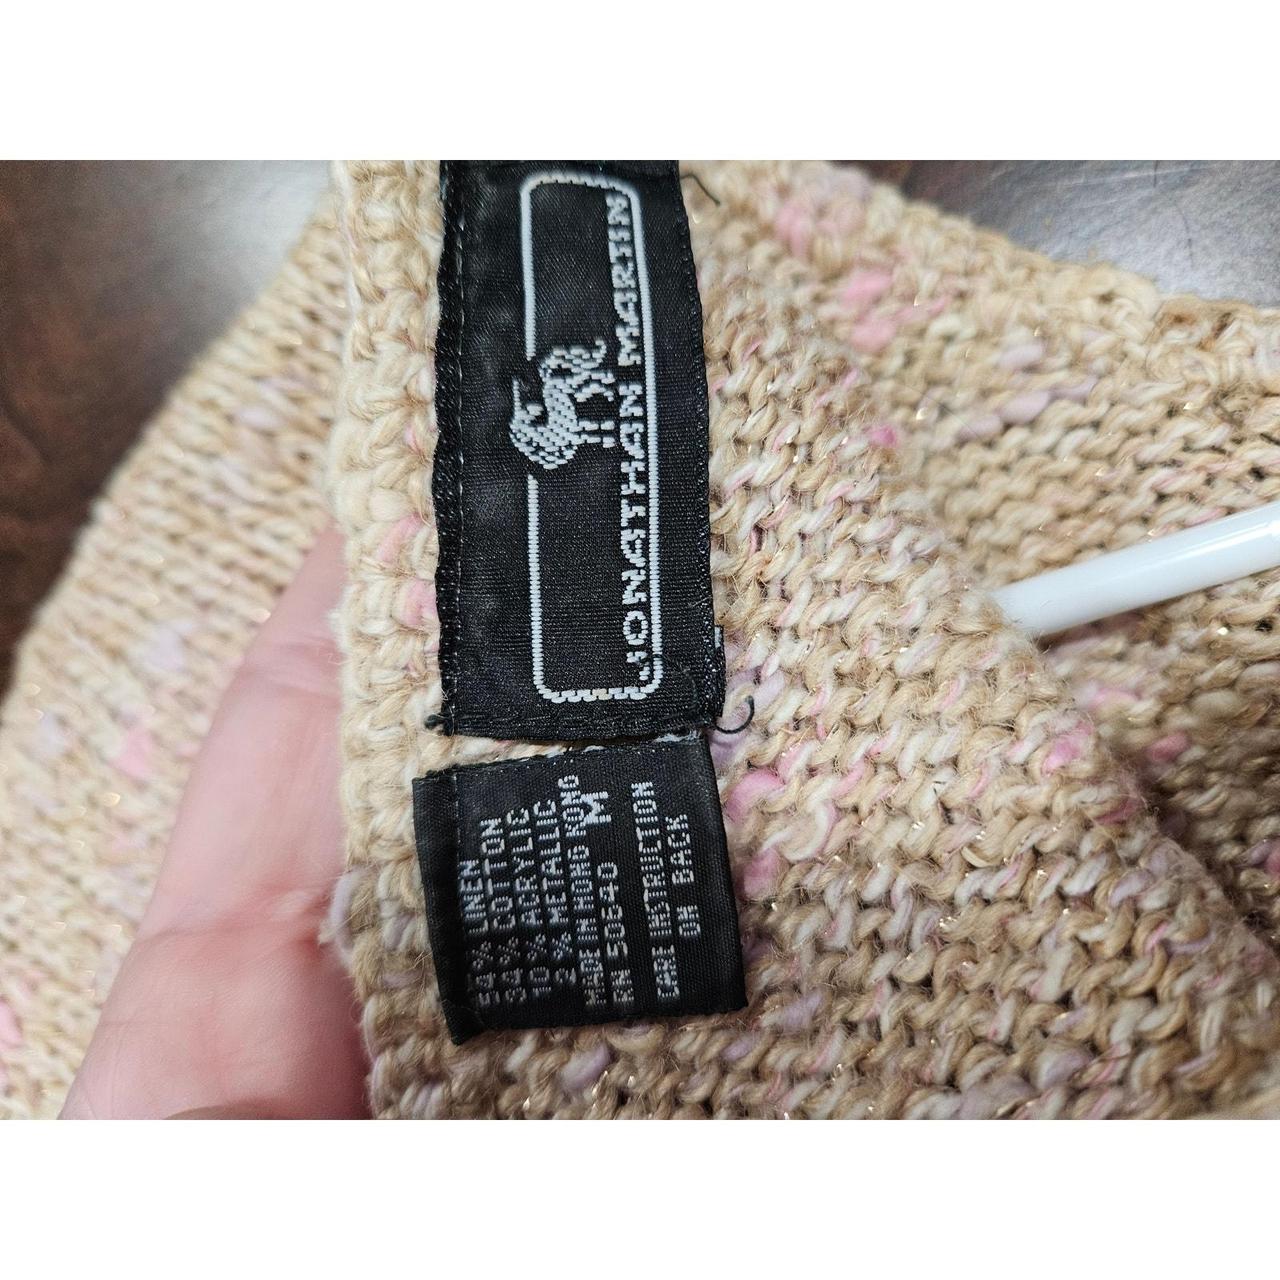 JONATHAN MARTIN
54% LINEN
34% COTTON
10% ACRYLIC
2% METALLIC
MADE IN HONG KONG
M
RN 50640
CARE INSTRUCTION
ON BACK